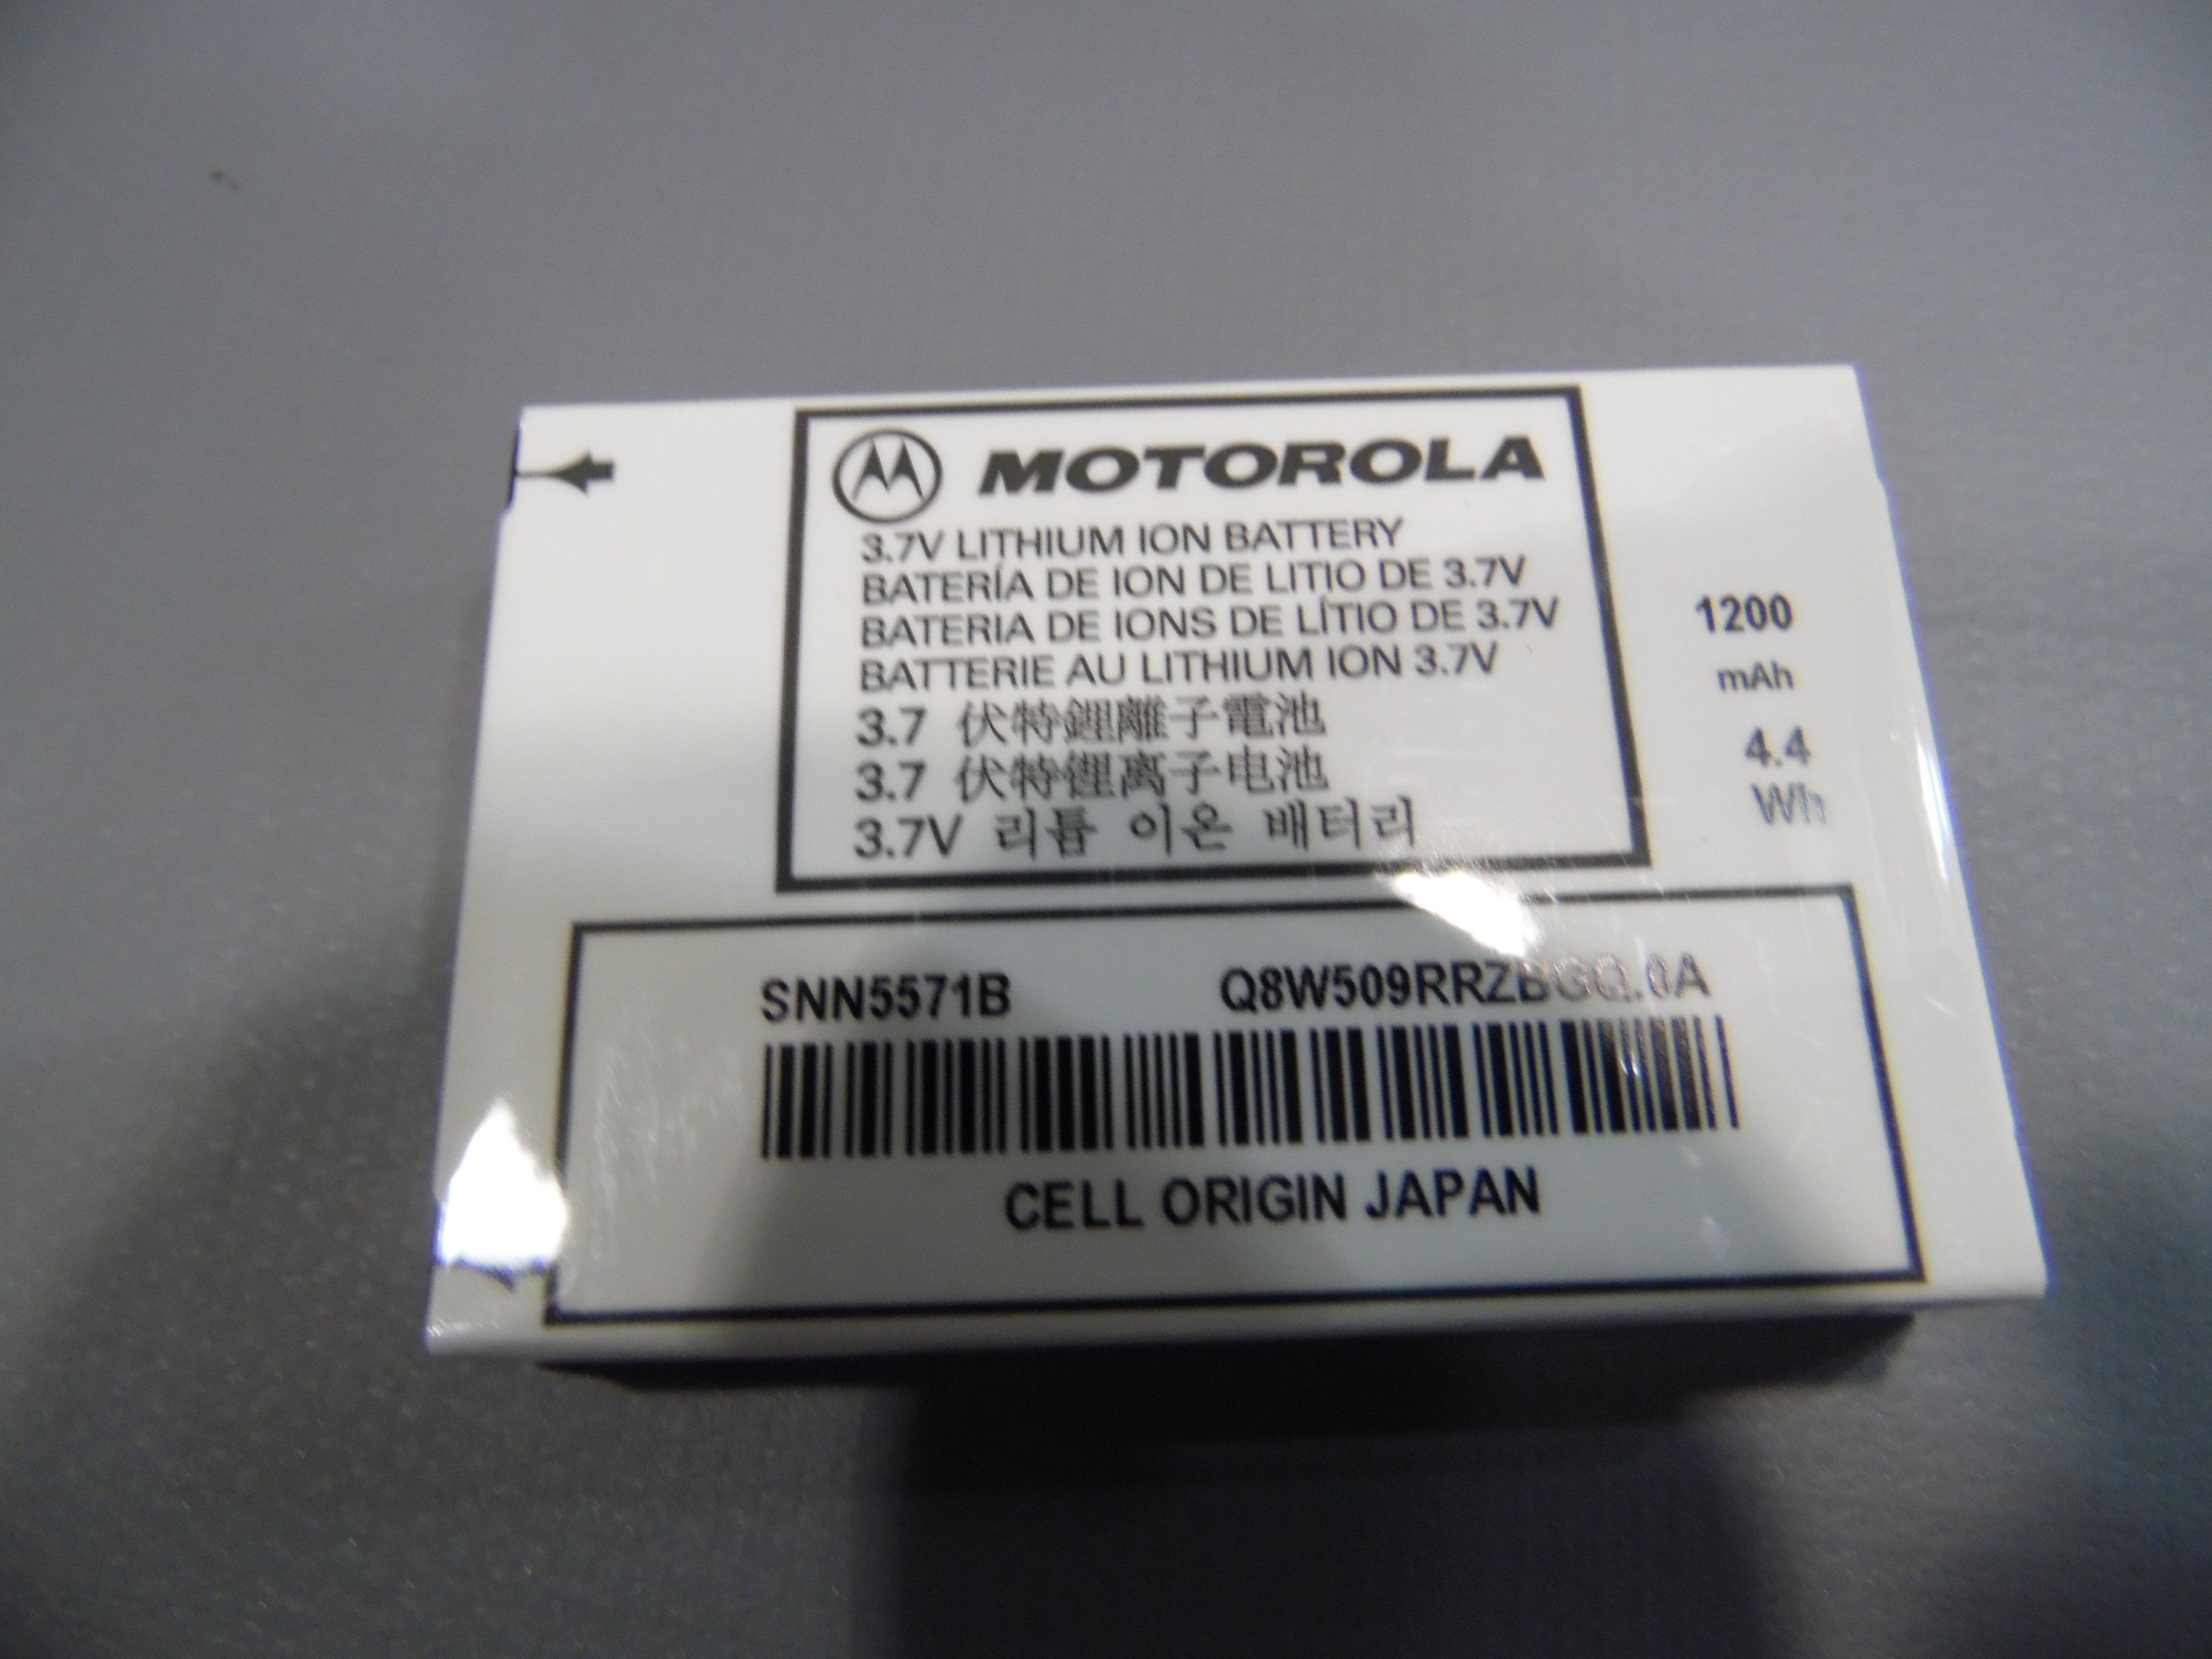 MOTOROLA
3.7V LITHIUM ION BATTERY
BATERÍA DE ION DE LITIO DE 3.7V
BATERIA DE IONS DE LÍTIO DE 3.7V
BATTERIE AU LITHIUM ION 3.7V
3.7 伏特鋰離子電池
3.7 伏特锂离子电池
3.7V 리튬 이온 배터리
1200
mAh
4.4
Wh
SNN5571B Q8W509RRZBGQ.0A
CELL ORIGIN JAPAN